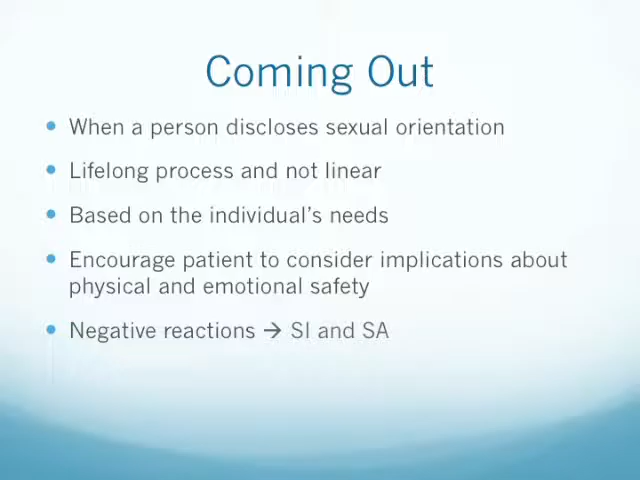 Coming Out
• When a person discloses sexual orientation
• Lifelong process and not linear
• Based on the individual's needs
• Encourage patient to consider implications about
physical and emotional safety
• Negative reactions → SI and SA